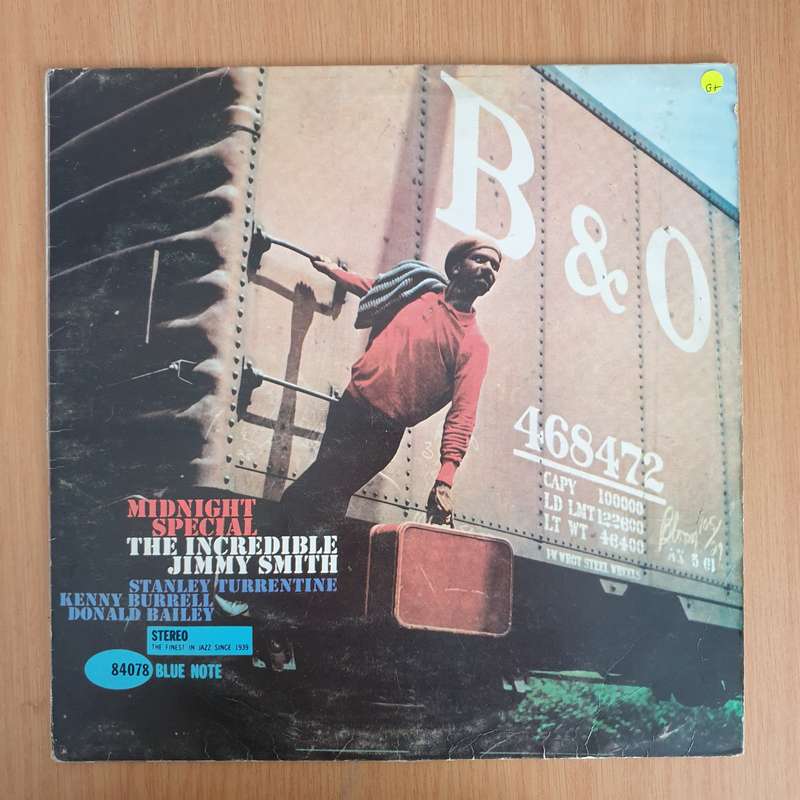 G+
B & O
468472
CAPY 100000
LD LMT 122600
LT WT 46400
MIDNIGHT
SPECIAL
THE INCREDIBLE
JIMMY SMITH
STANLEY TURRENTINE
KENNY BURRELL
DONALD BAILEY
STEREO
THE FINEST IN JAZZ SINCE 1939
84078 BLUE NOTE